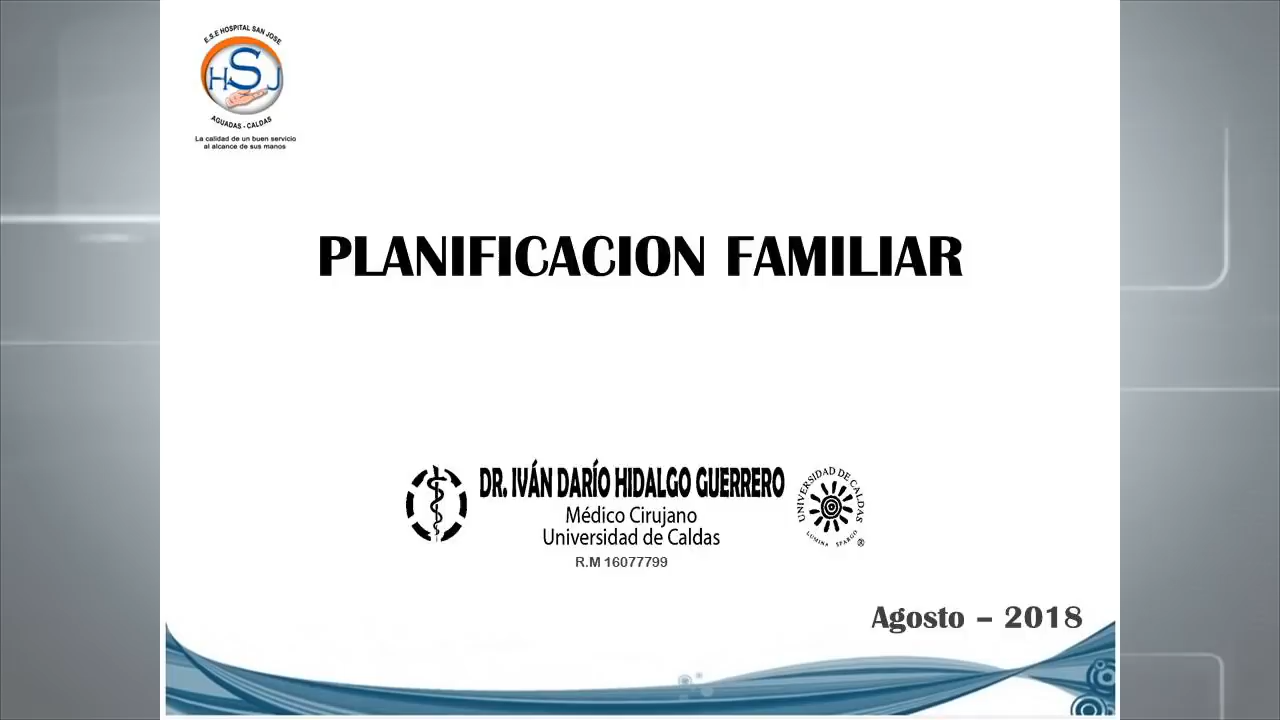 E.S.E HOSPITAL SAN JOSE
HSJ
AGUADAS - CALDAS
La calidad de un buen servicio
al alcance de sus manos
PLANIFICACION FAMILIAR
DR. IVÁN DARÍO HIDALGO GUERRERO
Médico Cirujano
Universidad de Caldas
R.M 16077799
UNIVERSIDAD DE CALDAS
LUMINA SPARGO
®
Agosto – 2018